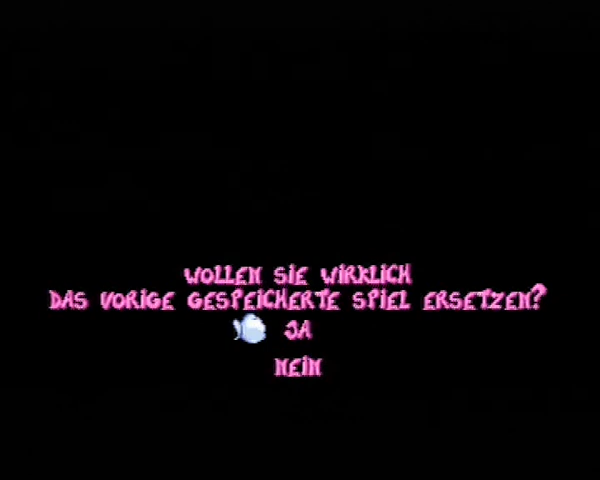 WOLLEN SIE WIRKLICH
DAS VORIGE GESPEICHERTE SPIEL ERSETZEN?
JA
NEIN